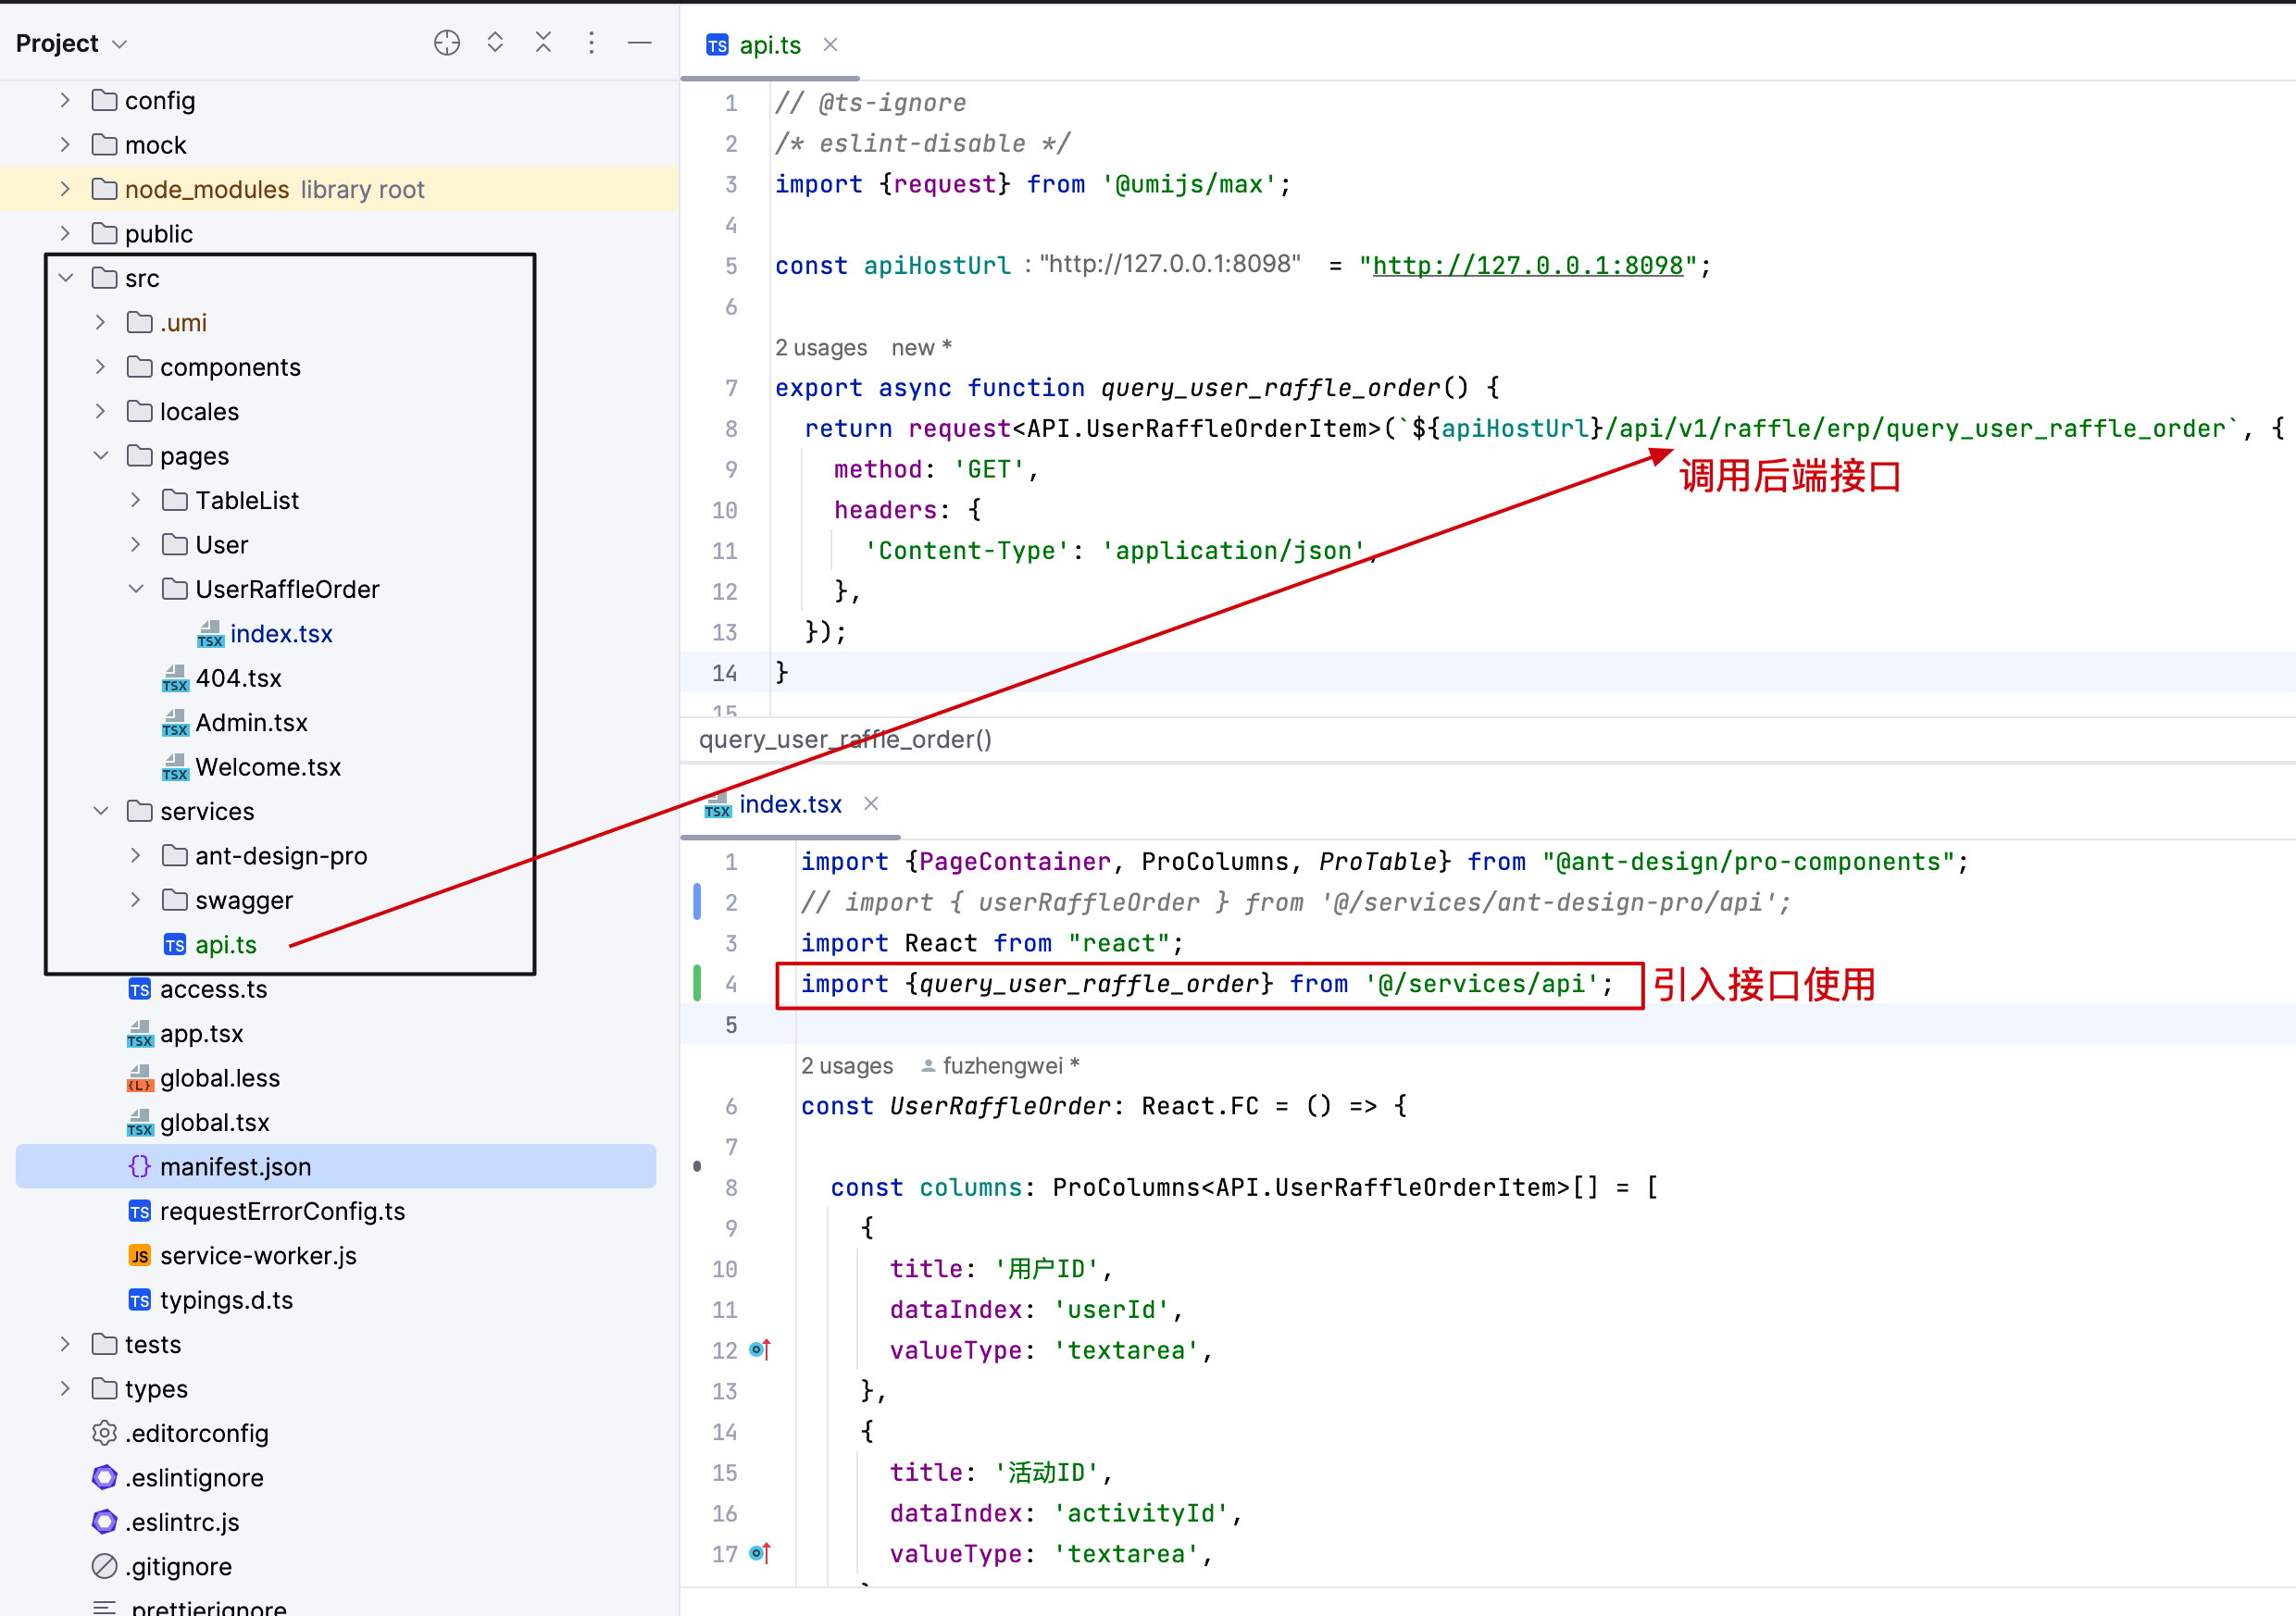 Project
config
mock
node_modules library root
public
src
.umi
components
locales
pages
TableList
User
UserRaffleOrder
index.tsx
404.tsx
Admin.tsx
Welcome.tsx
services
ant-design-pro
swagger
api.ts
access.ts
app.tsx
global.less
global.tsx
manifest.json
requestErrorConfig.ts
service-worker.js
typings.d.ts
tests
types
.editorconfig
.eslintignore
.eslintrc.js
.gitignore
.prettierignore
api.ts
1 // @ts-ignore
2 /* eslint-disable */
3 import {request} from '@umijs/max';
4
5 const apiHostUrl : "http://127.0.0.1:8098" = "http://127.0.0.1:8098";
6
2 usages new *
7 export async function query_user_raffle_order() {
8 return request<API.UserRaffleOrderItem>(`${apiHostUrl}/api/v1/raffle/erp/query_user_raffle_order`, {
9 method: 'GET',
调用后端接口
10 headers: {
11 'Content-Type': 'application/json',
12 },
13 });
14 }
15
query_user_raffle_order()
index.tsx
1 import {PageContainer, ProColumns, ProTable} from "@ant-design/pro-components";
2 // import { userRaffleOrder } from '@/services/ant-design-pro/api';
3 import React from "react";
4 import {query_user_raffle_order} from '@/services/api'; 引入接口使用
5
2 usages fuzhengwei *
6 const UserRaffleOrder: React.FC = () => {
7
8 const columns: ProColumns<API.UserRaffleOrderItem>[] = [
9 {
10 title: '用户ID',
11 dataIndex: 'userId',
12 valueType: 'textarea',
13 },
14 {
15 title: '活动ID',
16 dataIndex: 'activityId',
17 valueType: 'textarea',